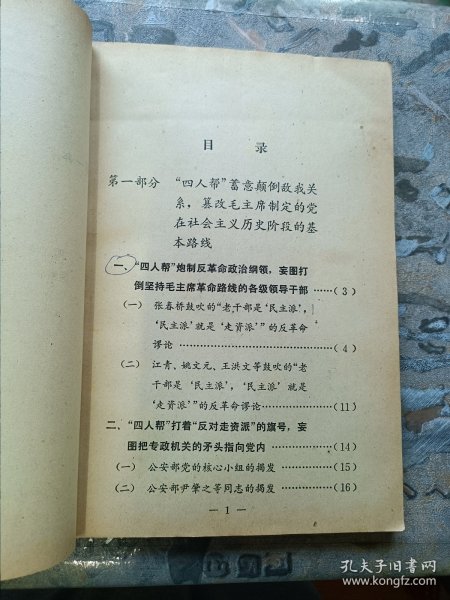 目 录
第一部分 “四人帮”蓄意颠倒敌我关
系，篡改毛主席制定的党
在社会主义历史阶段的基
本路线
一、“四人帮”炮制反革命政治纲领，妄图打
倒坚持毛主席革命路线的各级领导干部……(3)
(一) 张春桥鼓吹的“老干部是‘民主派’，
‘民主派’就是‘走资派’”的反革命
谬论……(4)
(二) 江青、姚文元、王洪文等鼓吹的“老
干部是‘民主派’，‘民主派’就是
‘走资派’”的反革命谬论……(11)
二、“四人帮”打着“反对走资派”的旗号，妄
图把专政机关的矛头指向党内……(14)
(一) 公安部党的核心小组的揭发……(15)
(二) 公安部尹肇之等同志的揭发……(16)
— 1 —
孔夫子旧书网
www.kongfz.com